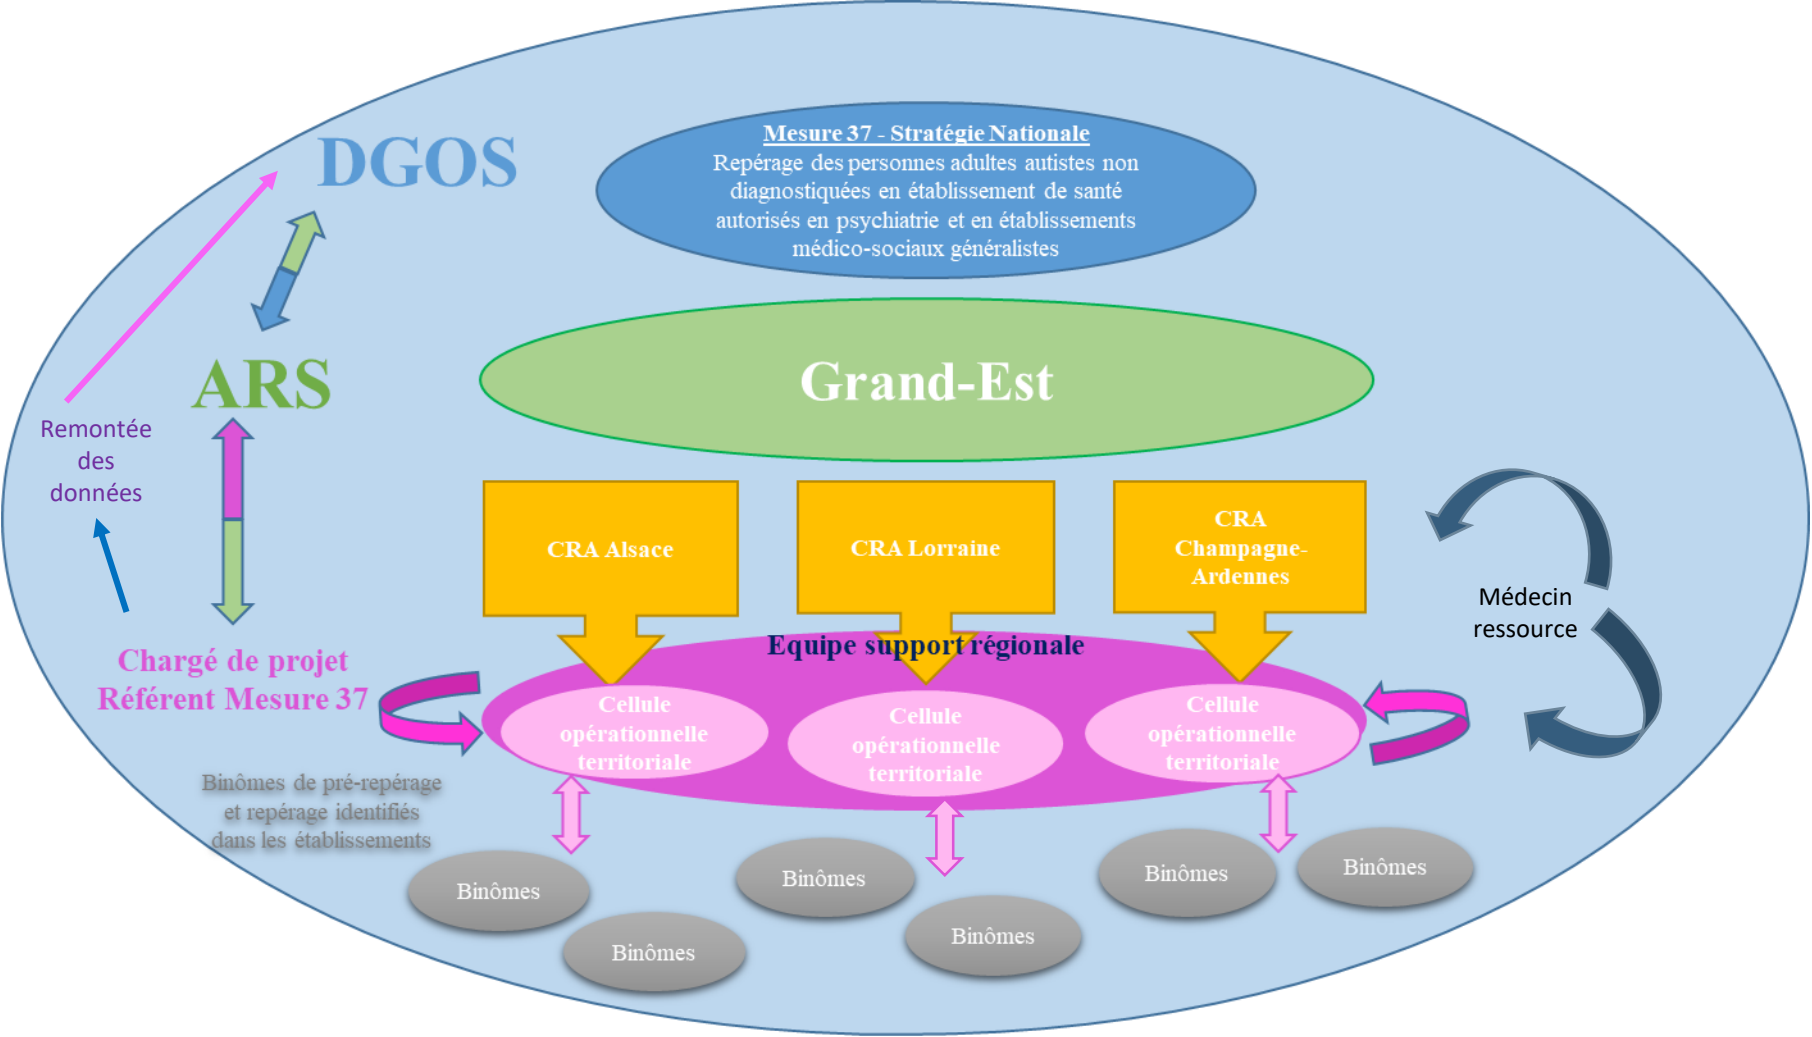 DGOS
Mesure 37 - Stratégie Nationale
Repérage des personnes adultes autistes non
diagnostiquées en établissement de santé
autorisés en psychiatrie et en établissements
médico-sociaux généralistes
ARS
Grand-Est
Remontée
des
données
CRA Alsace
CRA Lorraine
CRA
Champagne-
Ardennes
Médecin
ressource
Chargé de projet
Référent Mesure 37
Equipe support régionale
Cellule
opérationnelle
territoriale
Cellule
opérationnelle
territoriale
Cellule
opérationnelle
territoriale
Binômes de pré-repérage
et repérage identifiés
dans les établissements
Binômes
Binômes
Binômes
Binômes
Binômes
Binômes